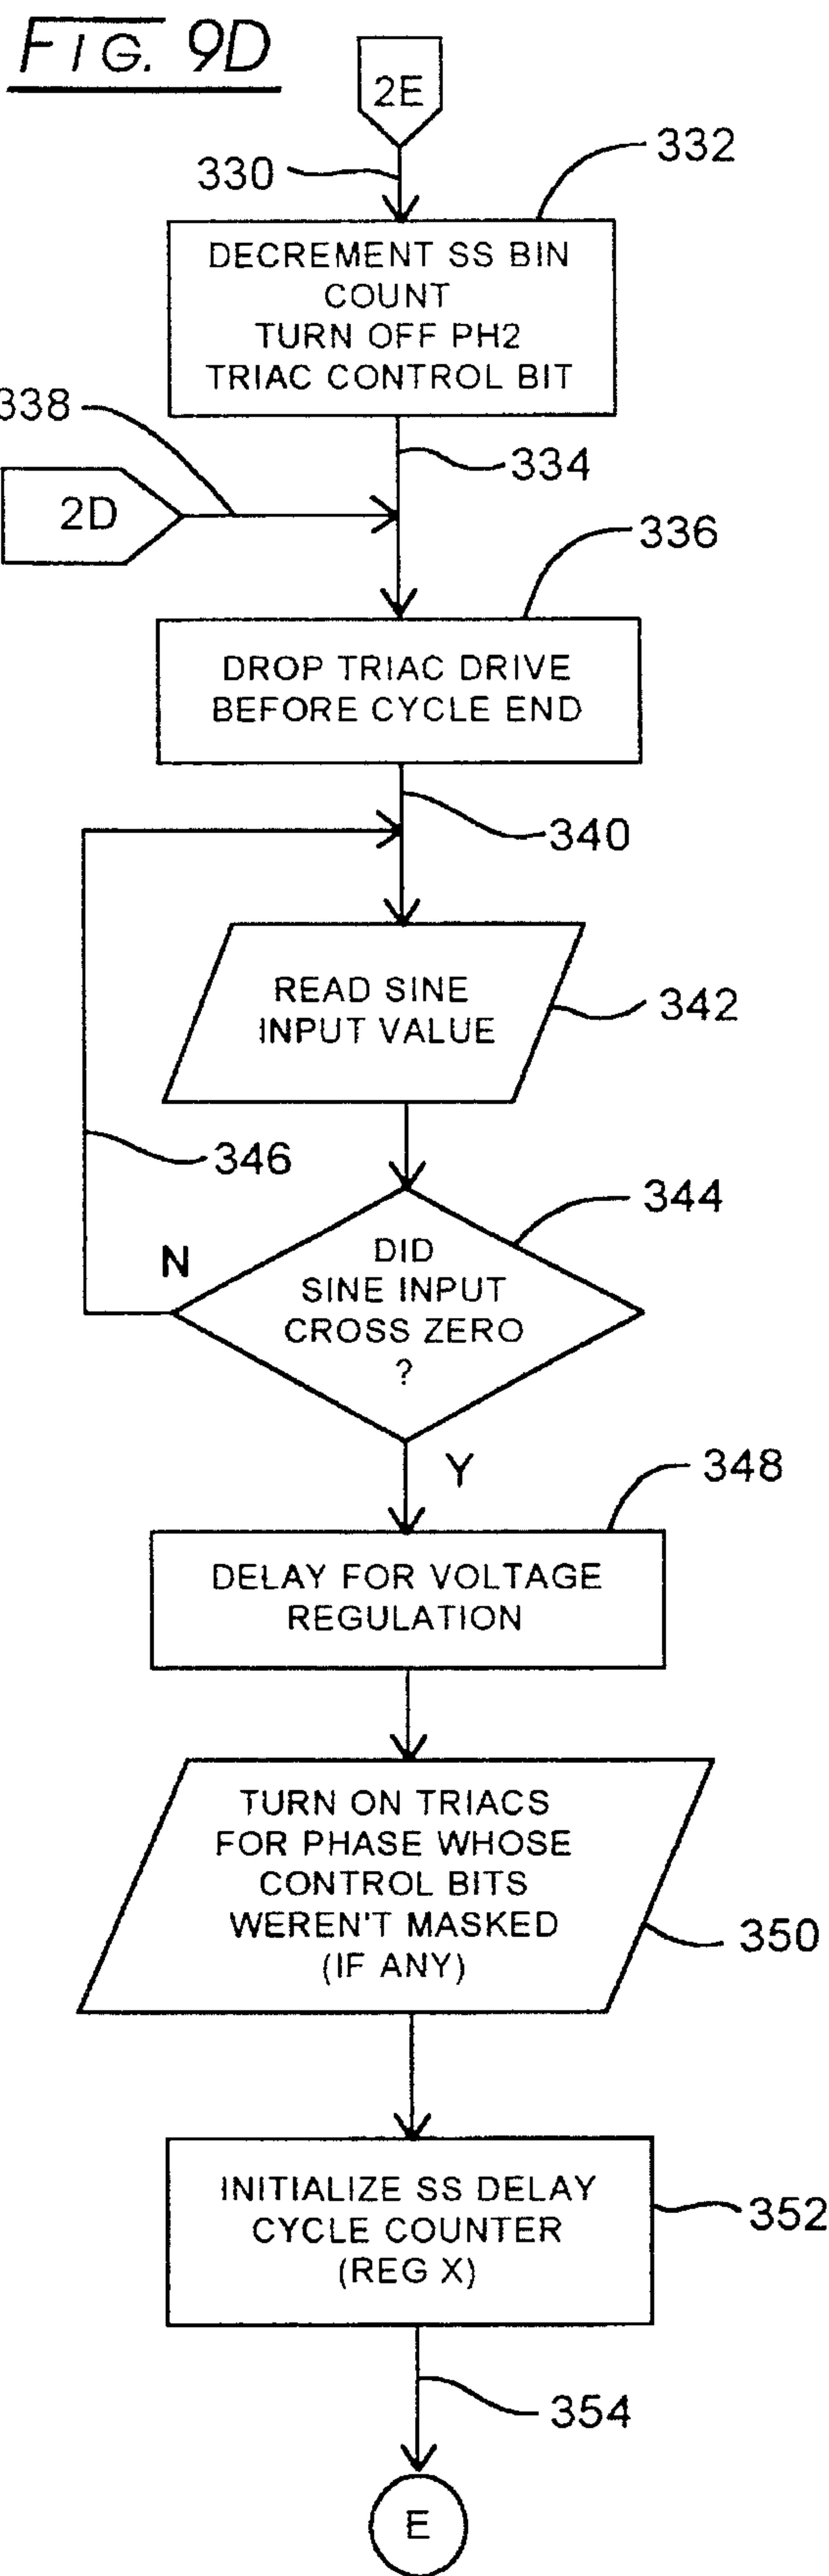 FIG. 9D
2E
330
332
DECREMENT SS BIN
COUNT
TURN OFF PH2
TRIAC CONTROL BIT
338
334
2D
336
DROP TRIAC DRIVE
BEFORE CYCLE END
340
READ SINE
INPUT VALUE
342
346
344
N
DID
SINE INPUT
CROSS ZERO
?
Y
348
DELAY FOR VOLTAGE
REGULATION
TURN ON TRIACS
FOR PHASE WHOSE
CONTROL BITS
WEREN'T MASKED
(IF ANY)
350
INITIALIZE SS DELAY
CYCLE COUNTER
(REG X)
352
354
E